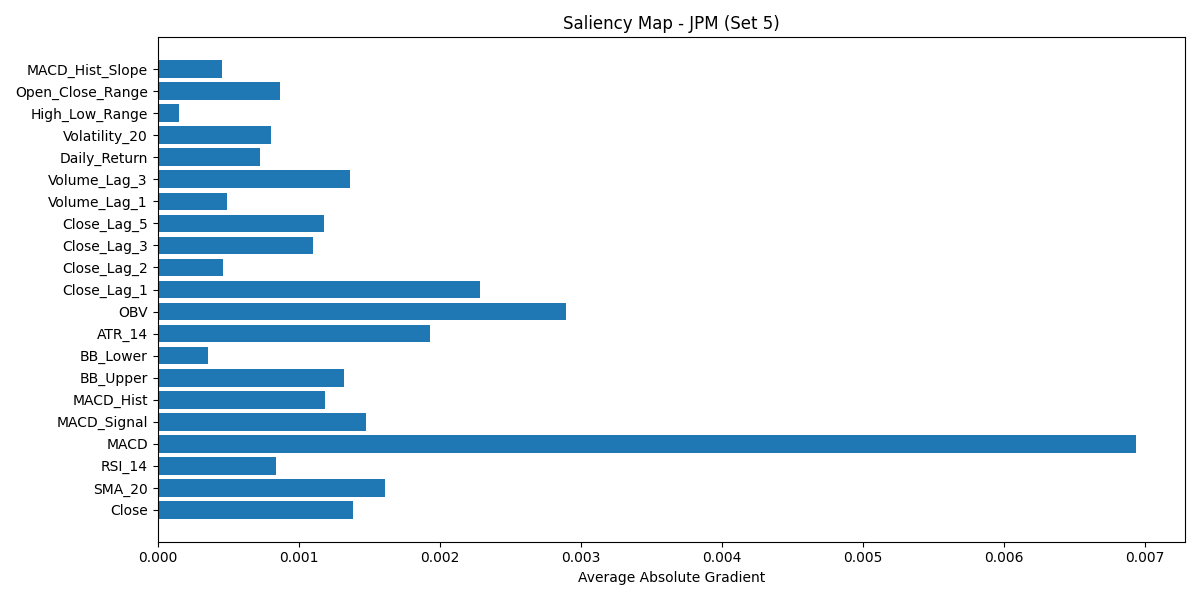 Saliency Map - JPM (Set 5)
MACD_Hist_Slope
Open_Close_Range
High_Low_Range
Volatility_20
Daily_Return
Volume_Lag_3
Volume_Lag_1
Close_Lag_5
Close_Lag_3
Close_Lag_2
Close_Lag_1
OBV
ATR_14
BB_Lower
BB_Upper
MACD_Hist
MACD_Signal
MACD
RSI_14
SMA_20
Close
0.000 0.001 0.002 0.003 0.004 0.005 0.006 0.007
Average Absolute Gradient